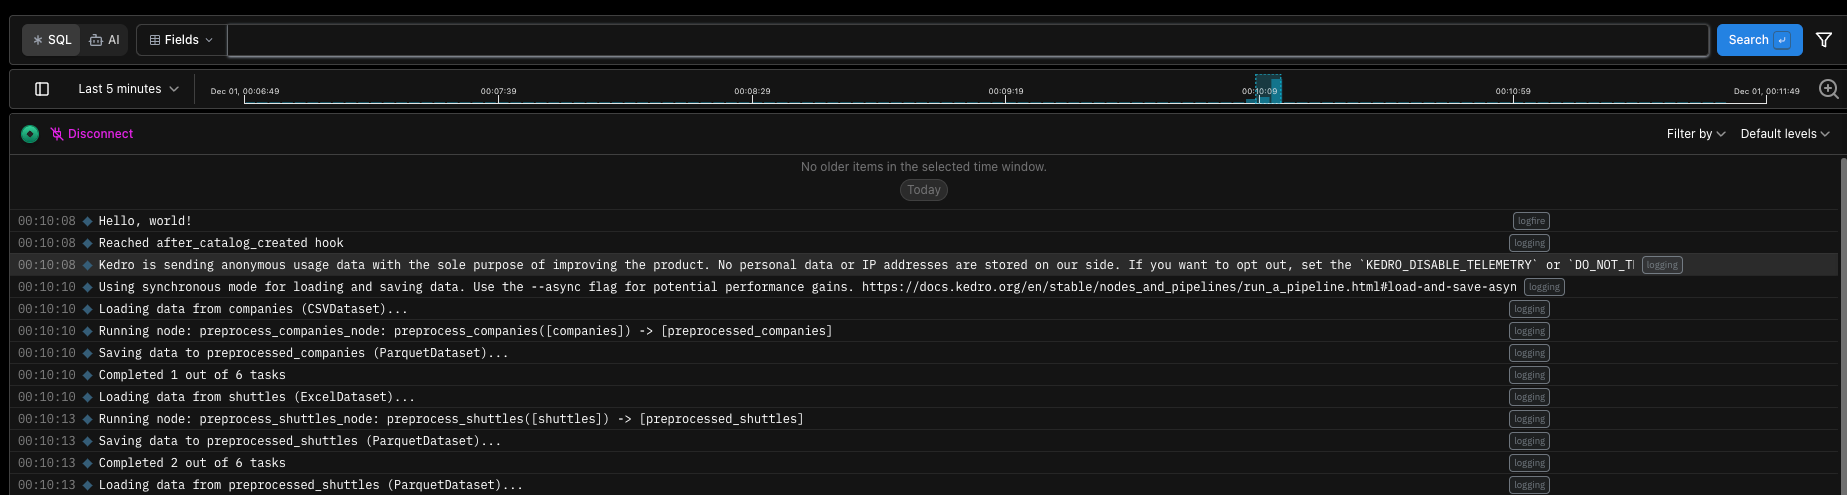 SQL AI Fields Search
Last 5 minutes Dec 01, 00:06:49 00:07:39 00:08:29 00:09:19 00:10:09 00:10:59 Dec 01, 00:11:49
Disconnect Filter by Default levels
No older items in the selected time window.
Today
00:10:08 Hello, world! logfire
00:10:08 Reached after_catalog_created hook logging
00:10:08 Kedro is sending anonymous usage data with the sole purpose of improving the product. No personal data or IP addresses are stored on our side. If you want to opt out, set the `KEDRO_DISABLE_TELEMETRY` or `DO_NOT_T logging
00:10:10 Using synchronous mode for loading and saving data. Use the --async flag for potential performance gains. https://docs.kedro.org/en/stable/nodes_and_pipelines/run_a_pipeline.html#load-and-save-asyn logging
00:10:10 Loading data from companies (CSVDataset)... logging
00:10:10 Running node: preprocess_companies_node: preprocess_companies([companies]) -> [preprocessed_companies] logging
00:10:10 Saving data to preprocessed_companies (ParquetDataset)... logging
00:10:10 Completed 1 out of 6 tasks logging
00:10:10 Loading data from shuttles (ExcelDataset)... logging
00:10:13 Running node: preprocess_shuttles_node: preprocess_shuttles([shuttles]) -> [preprocessed_shuttles] logging
00:10:13 Saving data to preprocessed_shuttles (ParquetDataset)... logging
00:10:13 Completed 2 out of 6 tasks logging
00:10:13 Loading data from preprocessed_shuttles (ParquetDataset)... logging